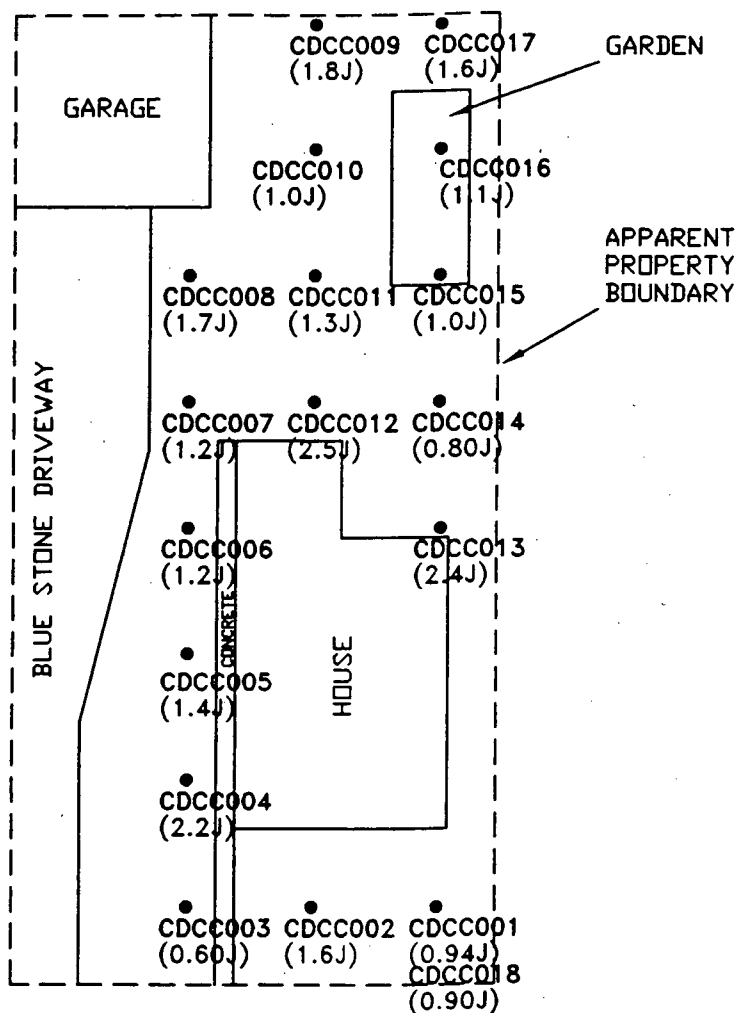 CDCC009
(1.8J)
CDCC017
(1.6J)
GARDEN
GARAGE
CDCC010
(1.0J)
CDCC016
(1.1J)
APPARENT
PROPERTY
BOUNDARY
CDCC008
(1.7J)
CDCC011
(1.3J)
CDCC015
(1.0J)
BLUE STONE DRIVEWAY
CDCC007
(1.2J)
CDCC012
(2.5J)
CDCC014
(0.80J)
CDCC006
(1.2J)
CDCC013
(2.4J)
CONCRETE
HOUSE
CDCC005
(1.4J)
CDCC004
(2.2J)
CDCC003
(0.60J)
CDCC002
(1.6J)
CDCC001
(0.94J)
CDCC018
(0.90J)